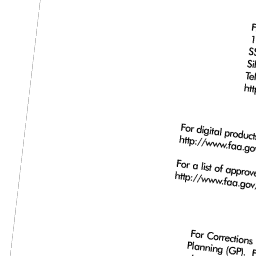 F
1
SS
Sil
Tel
htt
For digital products
http://www.faa.gov
For a list of approve
http://www.faa.gov/
For Corrections
Planning (GP). F